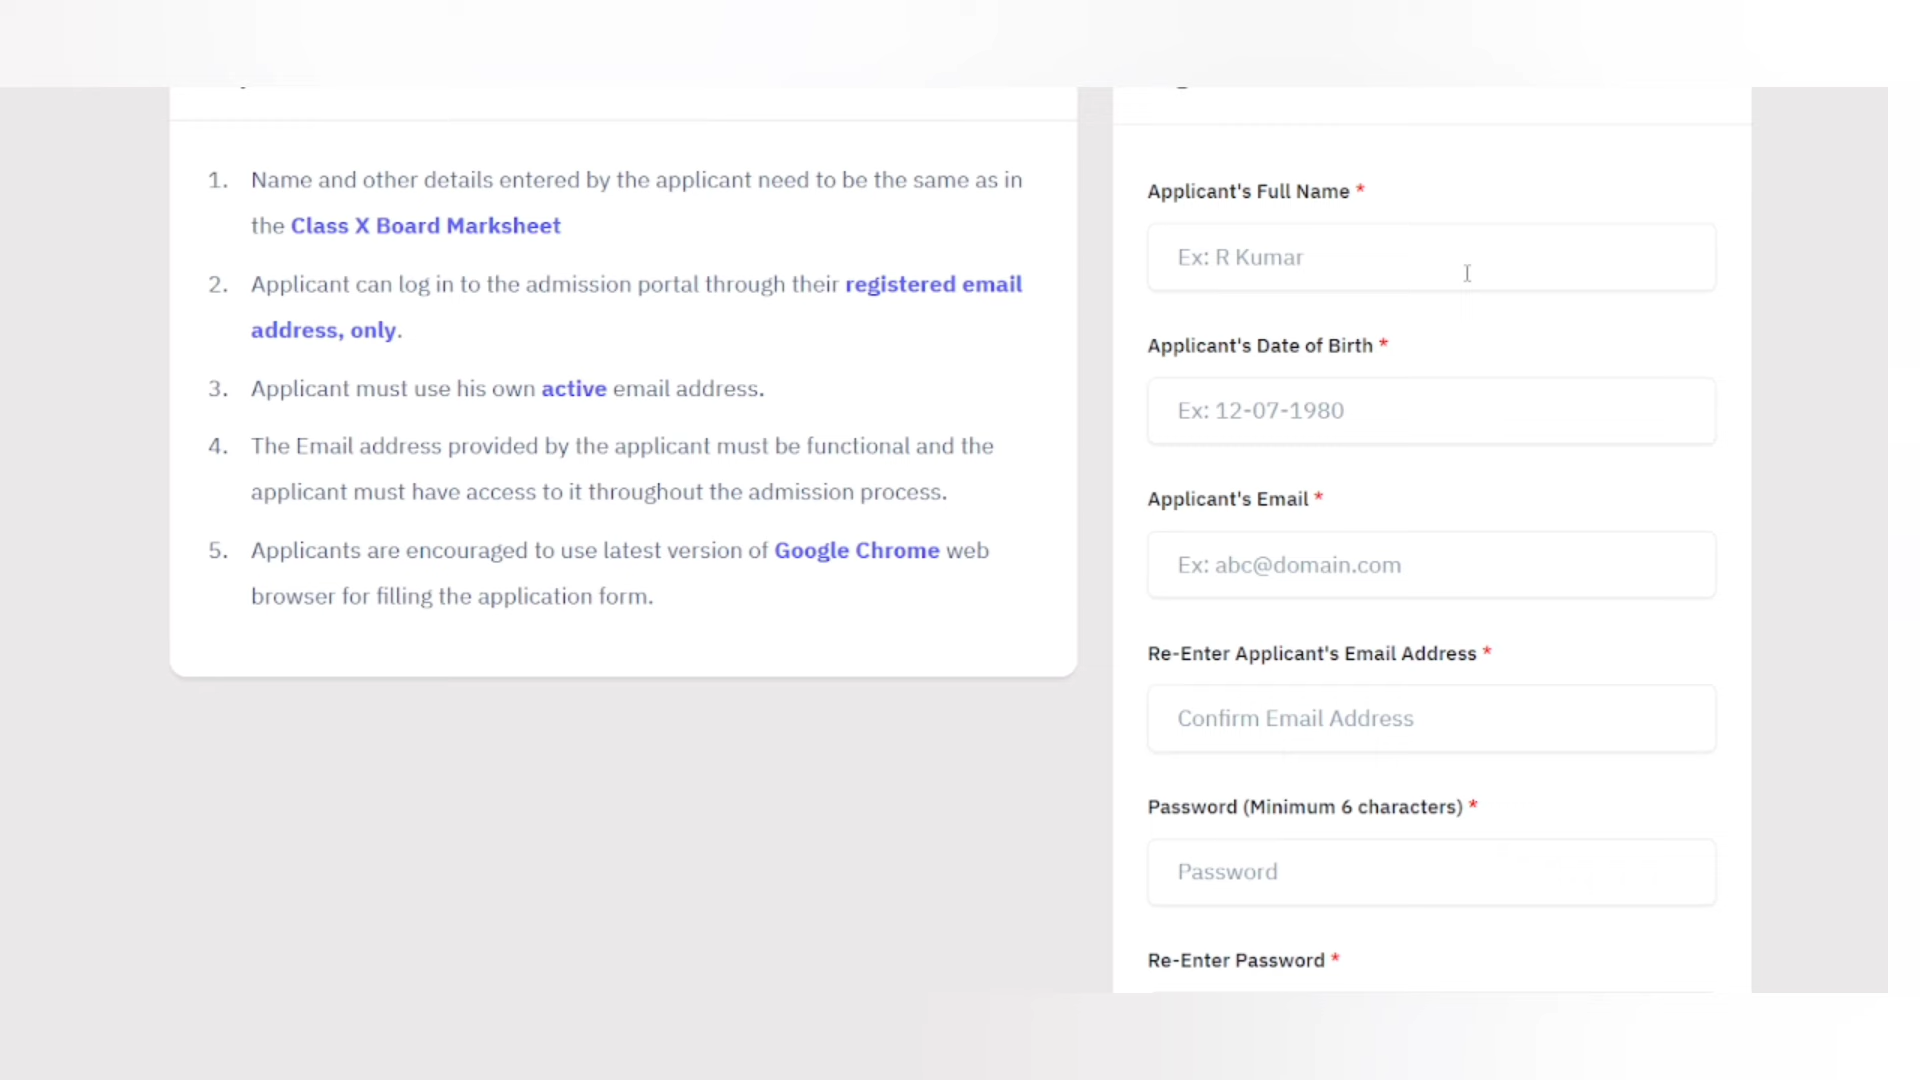 1. Name and other details entered by the applicant need to be the same as in
the Class X Board Marksheet
2. Applicant can log in to the admission portal through their registered email
address, only.
3. Applicant must use his own active email address.
4. The Email address provided by the applicant must be functional and the
applicant must have access to it throughout the admission process.
5. Applicants are encouraged to use latest version of Google Chrome web
browser for filling the application form.
Applicant's Full Name *
Ex: R Kumar
Applicant's Date of Birth *
Ex: 12-07-1980
Applicant's Email *
Ex: abc@domain.com
Re-Enter Applicant's Email Address *
Confirm Email Address
Password (Minimum 6 characters) *
Password
Re-Enter Password *